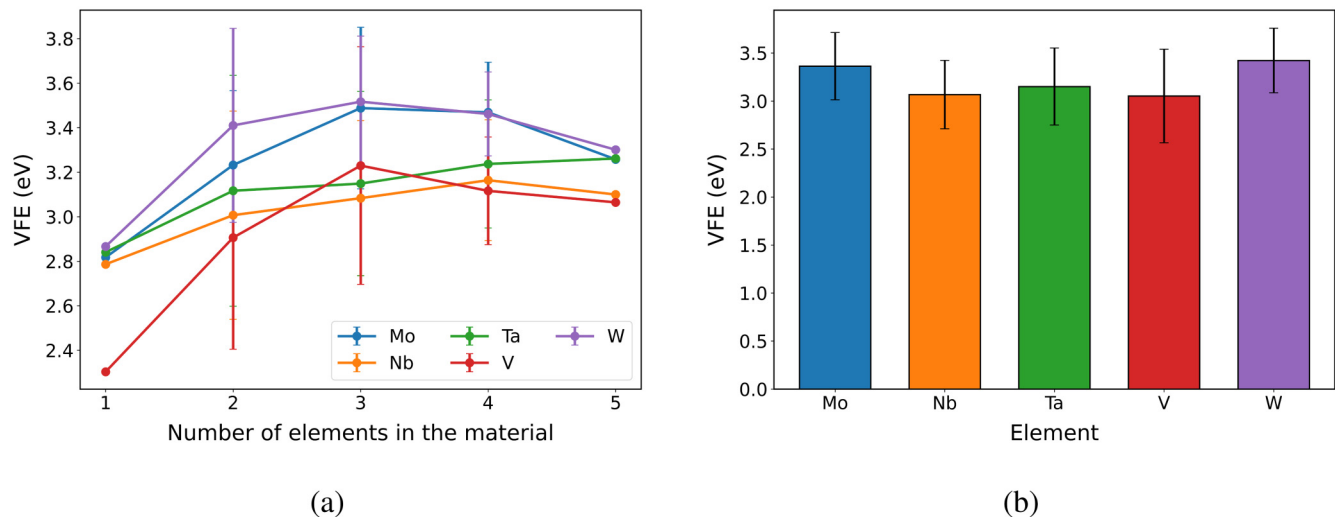 VFE (eV)
3.8
3.6
3.4
3.2
3.0
2.8
2.6
2.4
1 2 3 4 5
Number of elements in the material
Mo Ta W
Nb V
(a)
VFE (eV)
3.5
3.0
2.5
2.0
1.5
1.0
0.5
0.0
Mo Nb Ta V W
Element
(b)